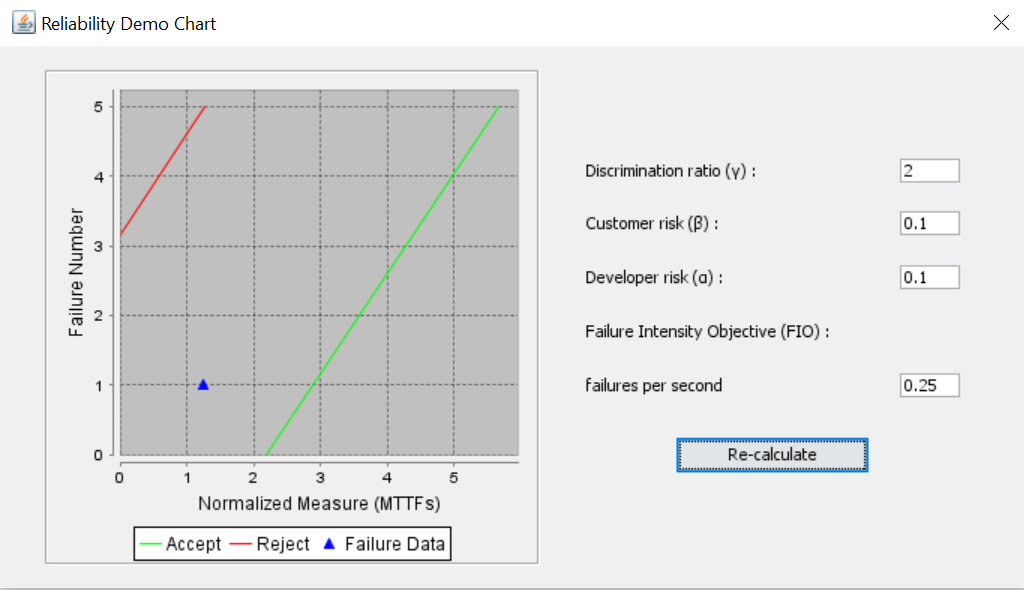 Reliability Demo Chart
5
4
3
2
1
0
Failure Number
0 1 2 3 4 5
Normalized Measure (MTTFs)
Accept Reject Failure Data
Discrimination ratio (γ) : 2
Customer risk (β) : 0.1
Developer risk (α) : 0.1
Failure Intensity Objective (FIO) :
failures per second 0.25
Re-calculate